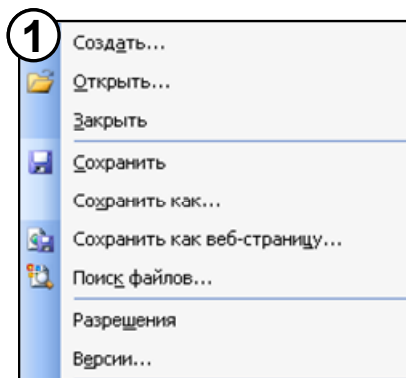 1
Создать...
Открыть...
Закрыть
Сохранить
Сохранить как...
Сохранить как веб-страницу...
Поиск файлов...
Разрешения
Версии...